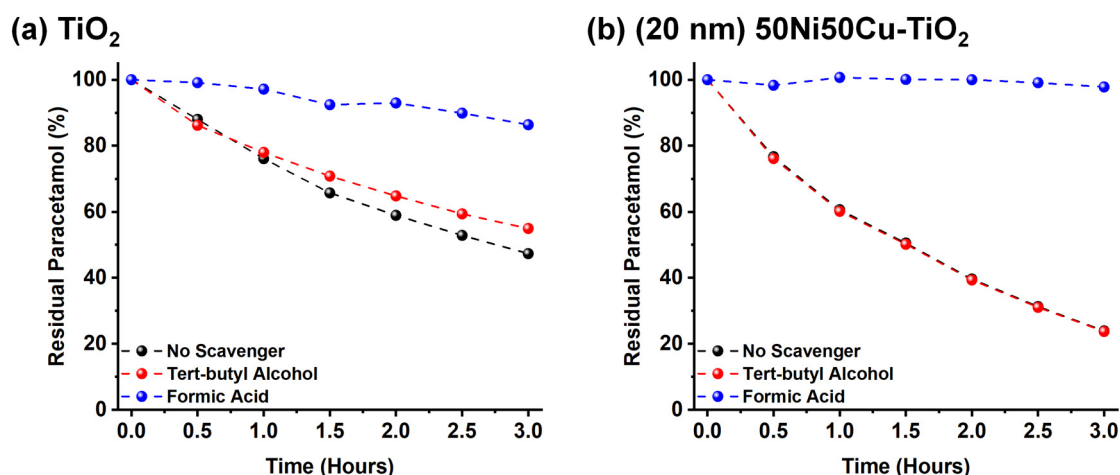 (a) TiO₂
Residual Paracetamol (%)
100
80
60
40
20
0
No Scavenger
Tert-butyl Alcohol
Formic Acid
0.0 0.5 1.0 1.5 2.0 2.5 3.0
Time (Hours)
(b) (20 nm) 50Ni50Cu-TiO₂
Residual Paracetamol (%)
100
80
60
40
20
0
No Scavenger
Tert-butyl Alcohol
Formic Acid
0.0 0.5 1.0 1.5 2.0 2.5 3.0
Time (Hours)